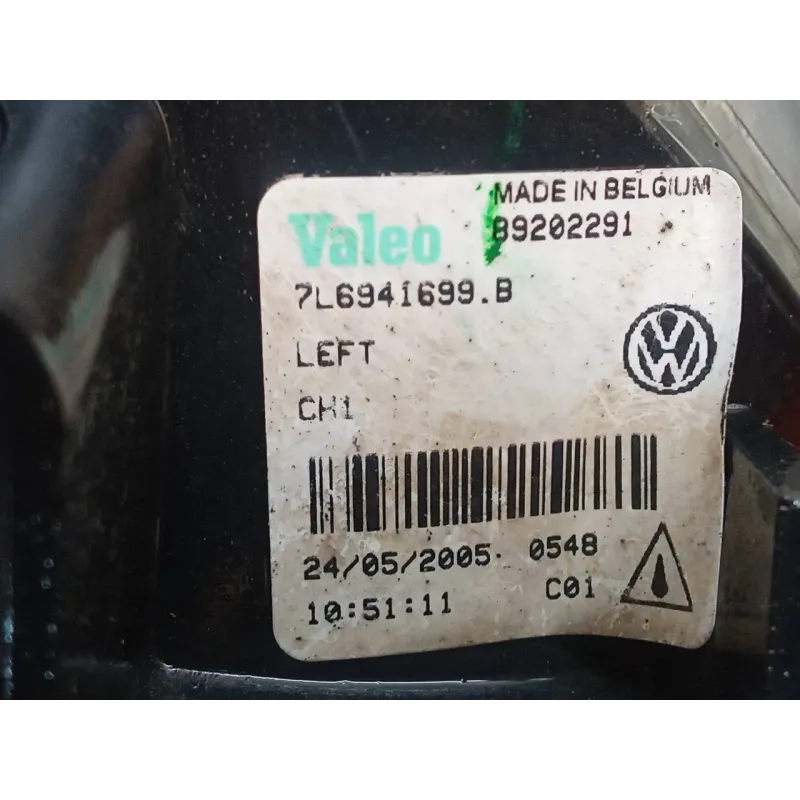 MADE IN BELGIUM
Valeo 89202291
7L6941699.B
LEFT
CH1
24/05/2005 0548
10:51:11 C01